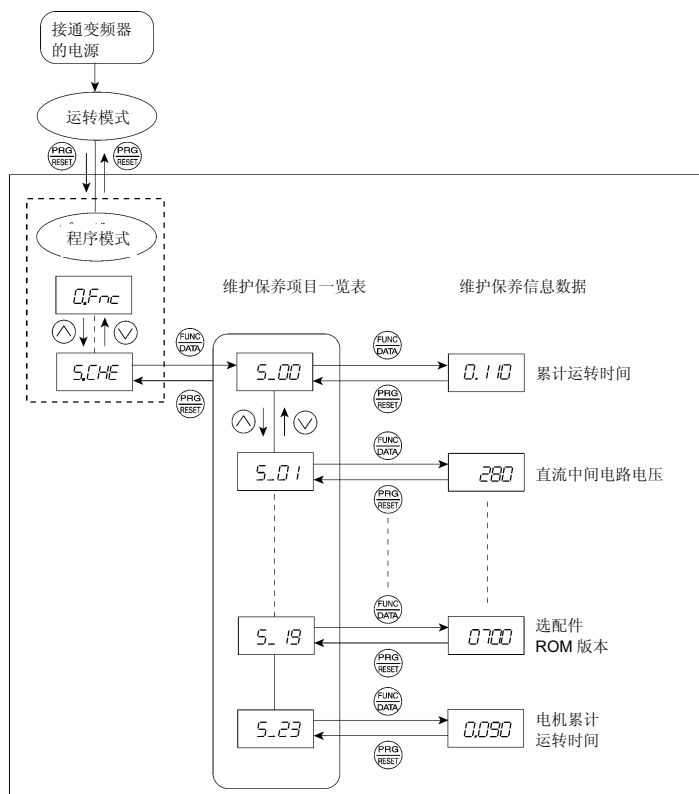 接通变频器
的电源
运转模式
PRG
RESET
PRG
RESET
程序模式
0.Fnc
5.CHE
维护保养项目一览表
维护保养信息数据
FUNC
DATA
PRG
RESET
5_00
FUNC
DATA
PRG
RESET
0.110
累计运转时间
5_01
FUNC
DATA
PRG
RESET
280
直流中间电路电压
5_19
FUNC
DATA
PRG
RESET
0700
选配件
ROM 版本
5_23
FUNC
DATA
PRG
RESET
0.090
电机累计
运转时间